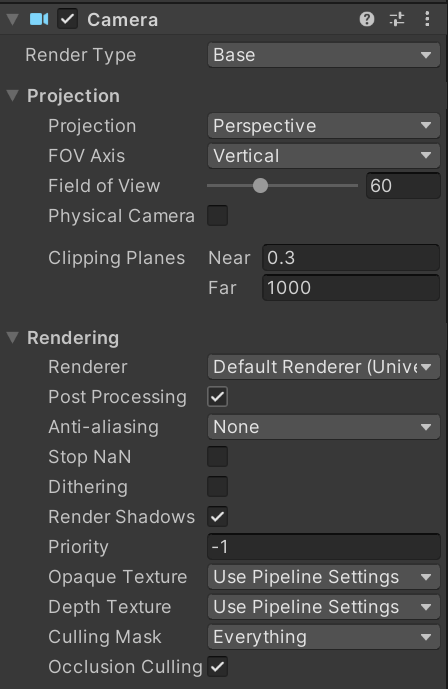 Camera
Render Type Base
Projection
Projection Perspective
FOV Axis Vertical
Field of View 60
Physical Camera
Clipping Planes Near 0.3
Far 1000
Rendering
Renderer Default Renderer (Unive
Post Processing
Anti-aliasing None
Stop NaN
Dithering
Render Shadows
Priority -1
Opaque Texture Use Pipeline Settings
Depth Texture Use Pipeline Settings
Culling Mask Everything
Occlusion Culling